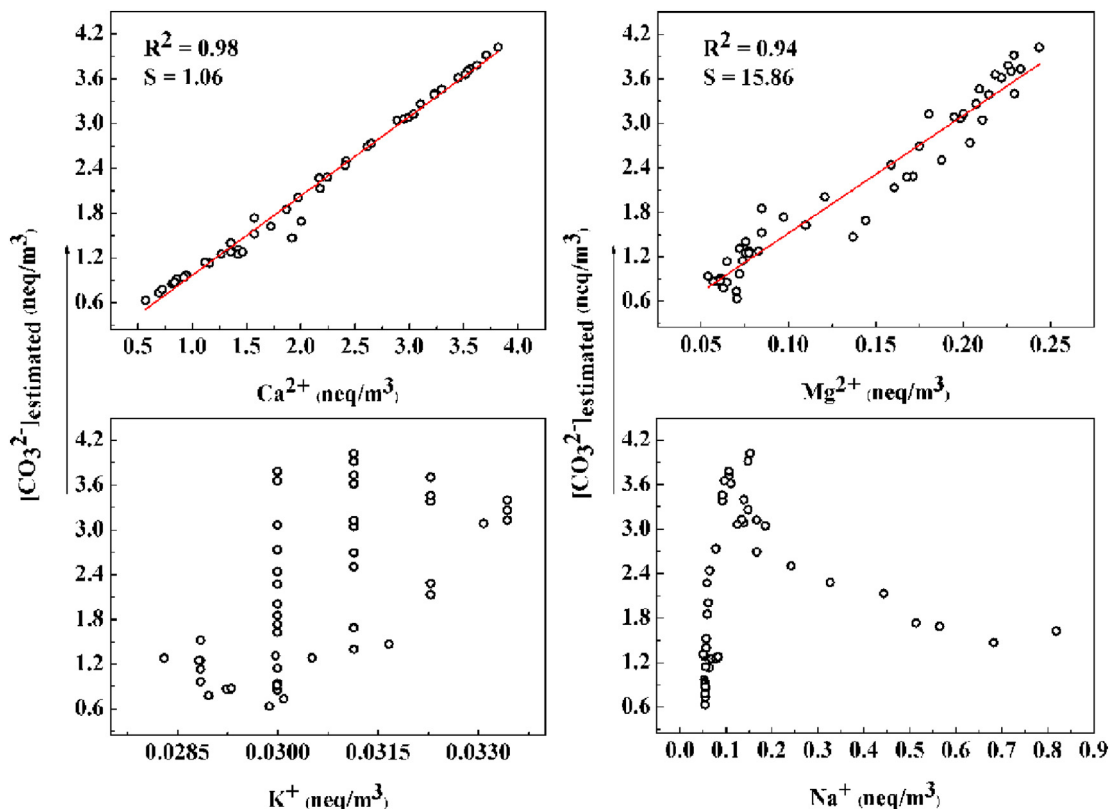 R² = 0.98
S = 1.06
4.2
3.6
3.0
2.4
1.8
1.2
0.6
0.5 1.0 1.5 2.0 2.5 3.0 3.5 4.0
Ca²⁺ (neq/m³)
R² = 0.94
S = 15.86
4.2
3.6
3.0
2.4
1.8
1.2
0.6
0.05 0.10 0.15 0.20 0.25
Mg²⁺ (neq/m³)
[CO₃²⁻]estimated (neq/m³)
[CO₃²⁻]estimated (neq/m³)
4.2
3.6
3.0
2.4
1.8
1.2
0.6
0.0285 0.0300 0.0315 0.0330
K⁺ (neq/m³)
4.2
3.6
3.0
2.4
1.8
1.2
0.6
0.0 0.1 0.2 0.3 0.4 0.5 0.6 0.7 0.8 0.9
Na⁺ (neq/m³)